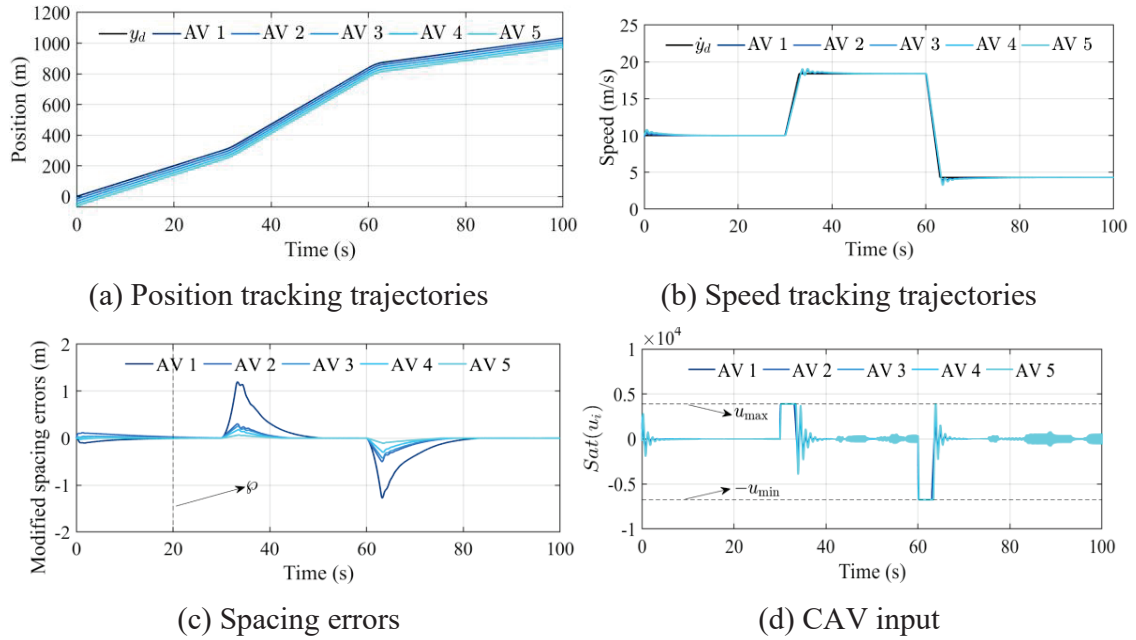 y_d AV 1 AV 2 AV 3 AV 4 AV 5
Position (m)
1200
1000
800
600
400
200
0
0 20 40 60 80 100
Time (s)
(a) Position tracking trajectories
ẏ_d AV 1 AV 2 AV 3 AV 4 AV 5
Speed (m/s)
25
20
15
10
5
0
0 20 40 60 80 100
Time (s)
(b) Speed tracking trajectories
AV 1 AV 2 AV 3 AV 4 AV 5
Modified spacing errors (m)
2
1
0
-1
-2
℘
0 20 40 60 80 100
Time (s)
(c) Spacing errors
×10⁴
AV 1 AV 2 AV 3 AV 4 AV 5
Sat(u_i)
1
0.5
0
-0.5
-1
u_max
−u_min
0 20 40 60 80 100
Time (s)
(d) CAV input